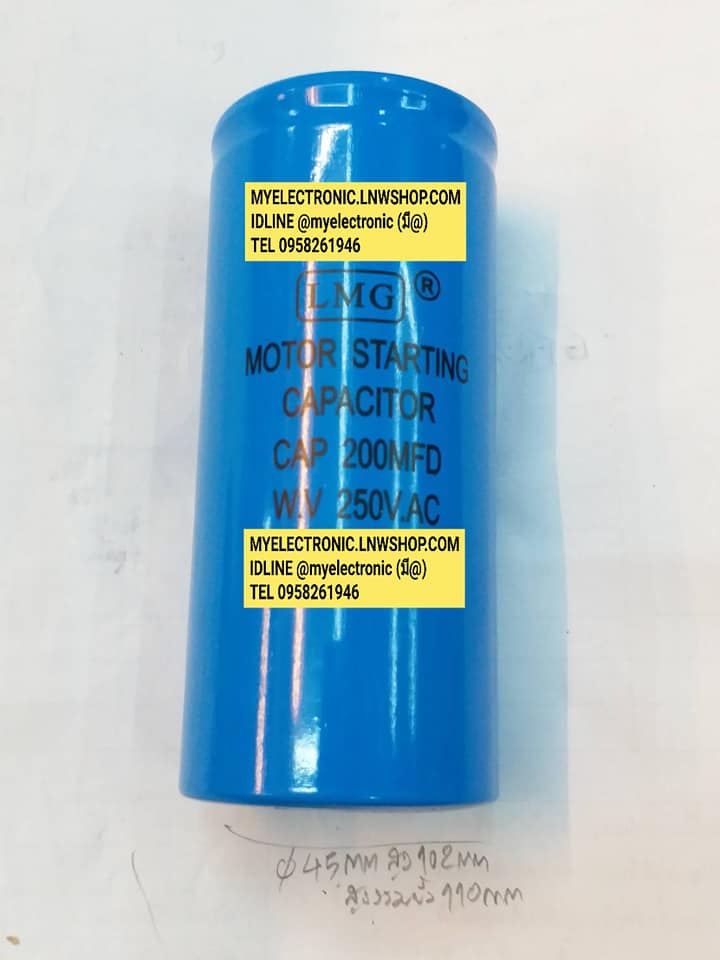 MYELECTRONIC.LNWSHOP.COM
IDLINE @myelectronic (มี@)
TEL 0958261946
LMG ®
MOTOR STARTING
CAPACITOR
CAP 200MFD
W.V 250V.AC
MYELECTRONIC.LNWSHOP.COM
IDLINE @myelectronic (มี@)
TEL 0958261946
φ45mm สูง102mm
สูงรวมขั้ว110mm